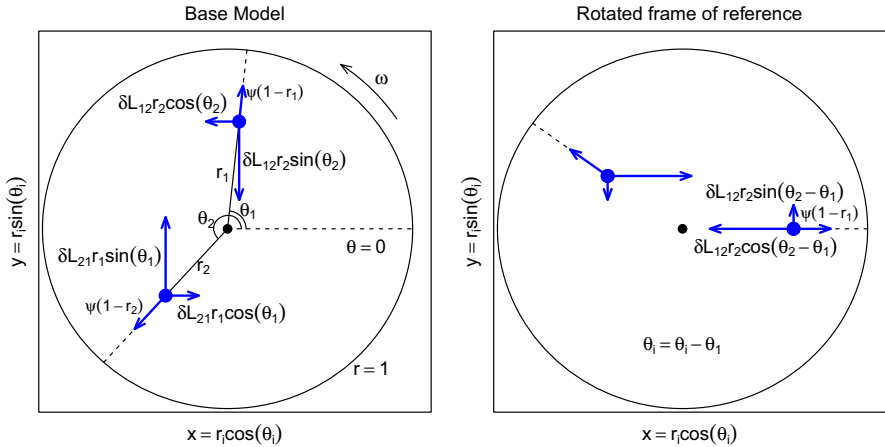 Base Model
ω
ψ(1−r₁)
δL₁₂r₂cos(θ₂)
δL₁₂r₂sin(θ₂)
r₁
θ₂
θ₁
θ = 0
δL₂₁r₁sin(θ₁)
r₂
ψ(1−r₂)
δL₂₁r₁cos(θ₁)
r = 1
y = rᵢsin(θᵢ)
x = rᵢcos(θᵢ)
Rotated frame of reference
δL₁₂r₂sin(θ₂−θ₁)
ψ(1−r₁)
δL₁₂r₂cos(θ₂−θ₁)
θᵢ = θᵢ − θ₁
y = rᵢsin(θᵢ)
x = rᵢcos(θᵢ)